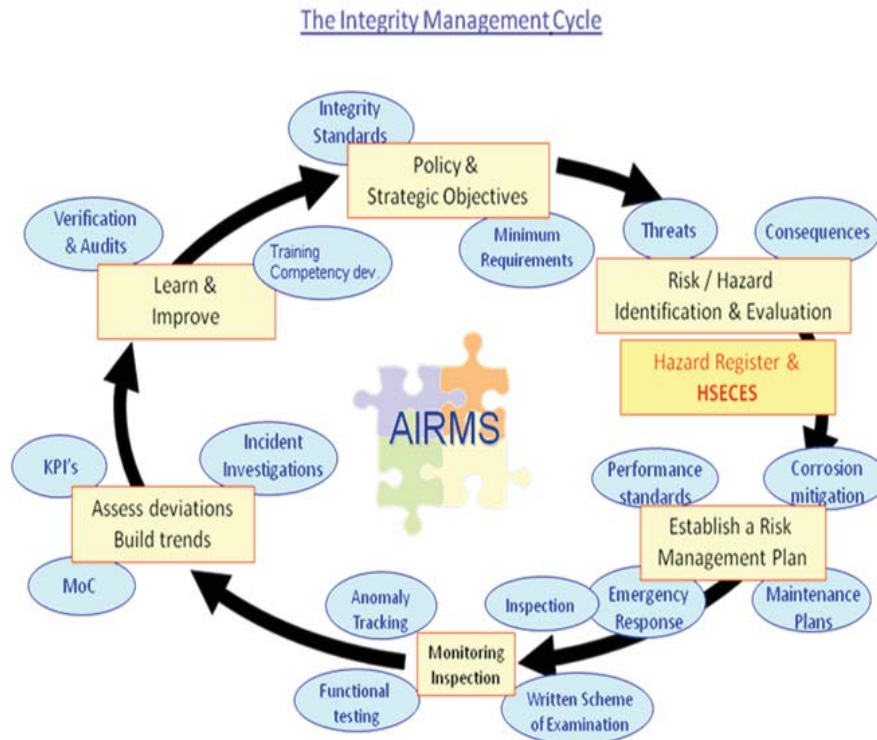 The Integrity Management Cycle
Integrity
Standards
Policy &
Strategic Objectives
Minimum
Requirements
Threats
Consequences
Risk / Hazard
Identification & Evaluation
Hazard Register &
HSECES
Performance
standards
Corrosion
mitigation
Establish a Risk
Management Plan
Emergency
Response
Maintenance
Plans
Inspection
Monitoring
Inspection
Written Scheme
of Examination
Functional
testing
Anomaly
Tracking
Assess deviations
Build trends
KPI's
Incident
Investigations
MoC
Learn &
Improve
Verification
& Audits
Training
Competency dev.
AIRMS